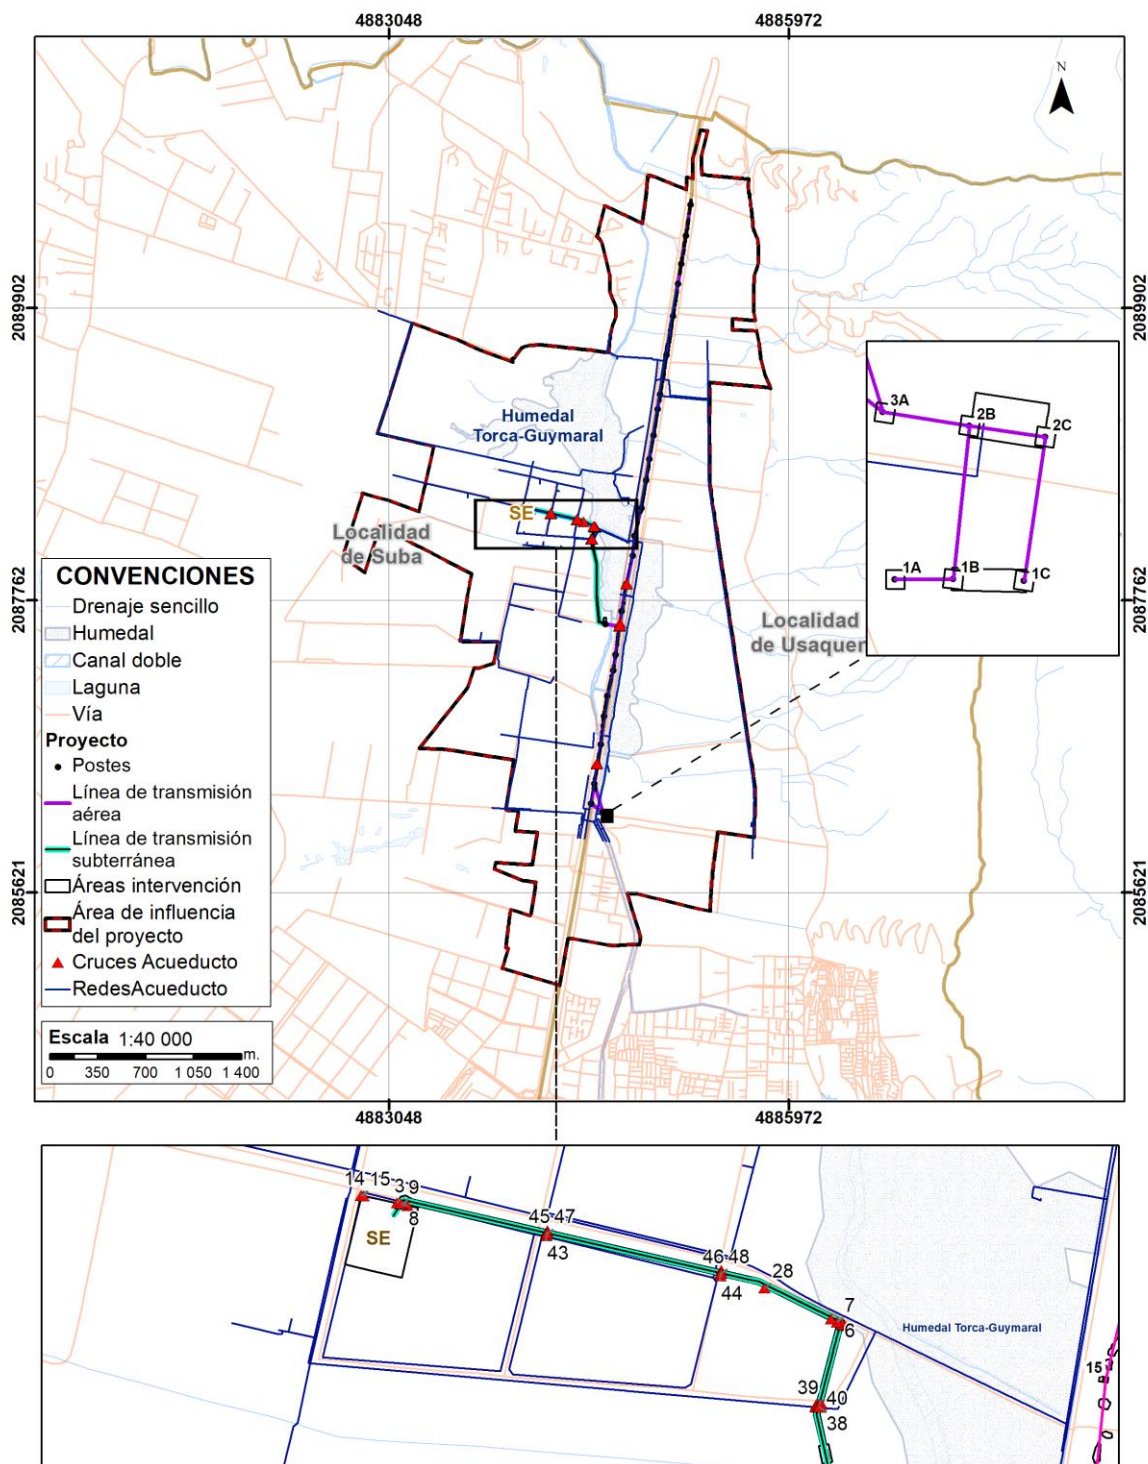 4883048
4885972
N
2089902
2089902
Humedal
Torca-Guymaral
3A
2B
2C
1A
1B
1C
SE
Localidad
de Suba
2087762
2087762
Localidad
de Usaquen
CONVENCIONES
Drenaje sencillo
Humedal
Canal doble
Laguna
Vía
Proyecto
Postes
Línea de transmisión
aérea
Línea de transmisión
subterránea
Áreas intervención
Área de influencia
del proyecto
Cruces Acueducto
RedesAcueducto
2085621
2085621
Escala 1:40 000
m.
0 350 700 1 050 1 400
4883048
4885972
14 15 3 9
8
SE
45 47
43
46 48
44
28
7
6
Humedal Torca-Guymaral
15
39
40
38